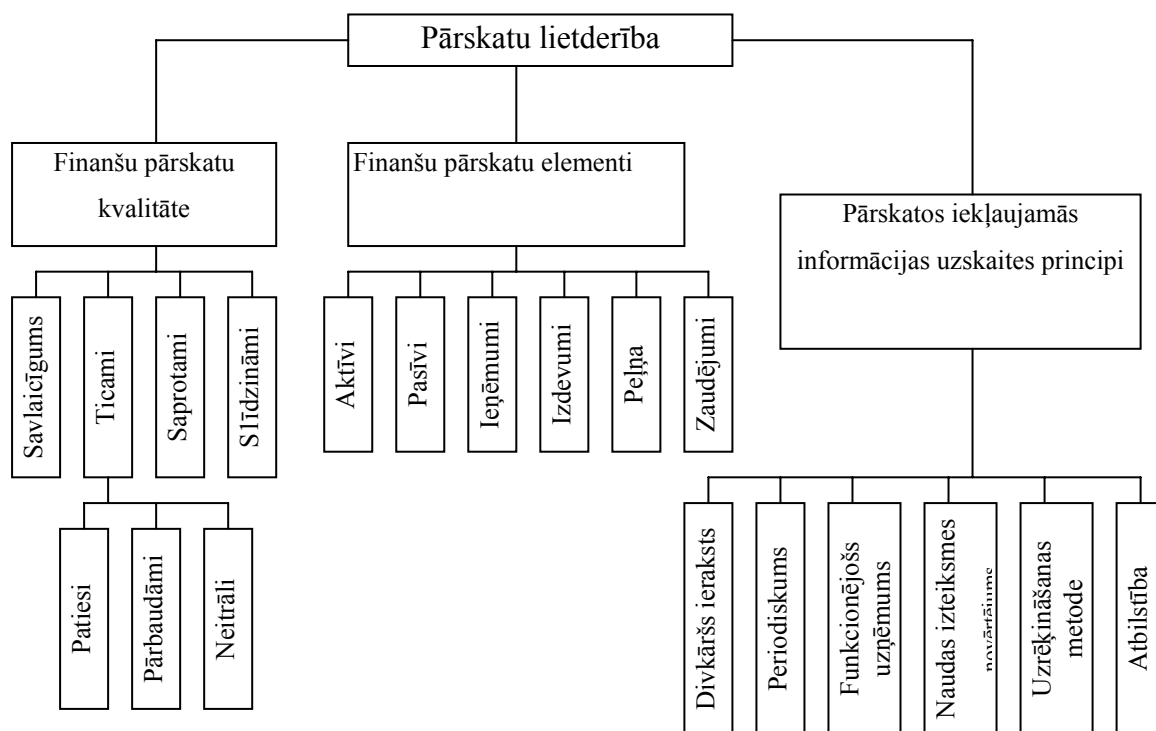 Pārskatu lietderība
Finanšu pārskatu
kvalitāte
Finanšu pārskatu elementi
Pārskatos iekļaujamās
informācijas uzskaites principi
Savlaicīgums
Ticami
Saprotami
Slīdzināmi
Aktīvi
Pasīvi
Ieņēmumi
Izdevumi
Peļņa
Zaudējumi
Patiesi
Pārbaudāmi
Neitrāli
Divkāršs ieraksts
Periodiskums
Funkcionējošs
uzņēmums
Naudas izteiksmes
novērtējums
Uzrēķināšanas
metode
Atbilstība